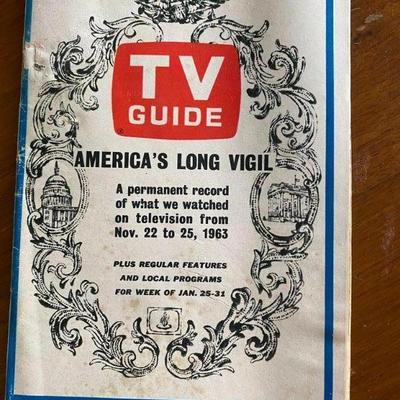 TV
GUIDE
®
AMERICA'S LONG VIGIL
A permanent record
of what we watched
on television from
Nov. 22 to 25, 1963
PLUS REGULAR FEATURES
AND LOCAL PROGRAMS
FOR WEEK OF JAN. 25-31